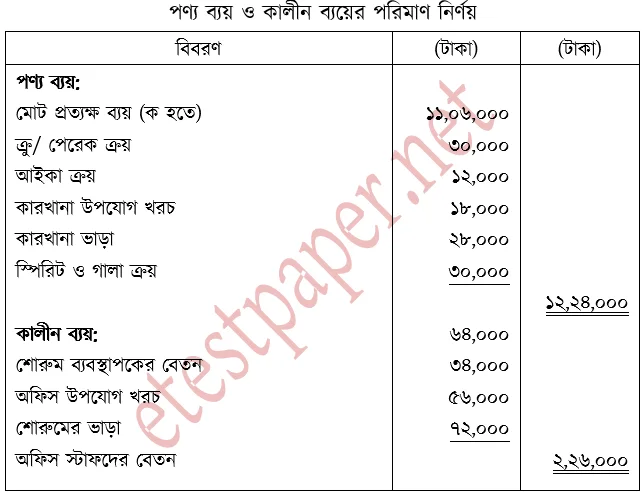 পণ্য ব্যয় ও কালীন ব্যয়ের পরিমাণ নির্ণয়
বিবরণ (টাকা) (টাকা)
পণ্য ব্যয়:
মোট প্রত্যক্ষ ব্যয় (ক হতে) ১১,০৬,০০০
ক্রু/ পেরেক ক্রয় ৩০,০০০
আইকা ক্রয় ১২,০০০
কারখানা উপযোগ খরচ ১৮,০০০
কারখানা ভাড়া ২৮,০০০
স্পিরিট ও গালা ক্রয় ৩০,০০০
১২,২৪,০০০
কালীন ব্যয়: ৬৪,০০০
শোরুম ব্যবস্থাপকের বেতন ৩৪,০০০
অফিস উপযোগ খরচ ৫৬,০০০
শোরুমের ভাড়া ৭২,০০০
অফিস স্টাফদের বেতন ২,২৬,০০০
etestpaper.net